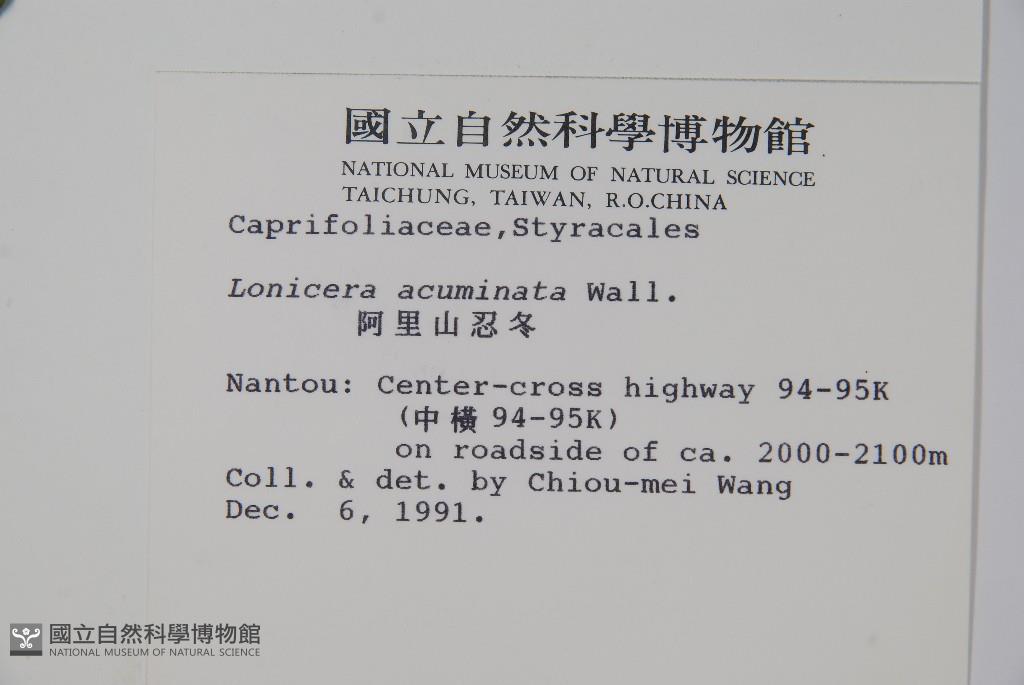 國立自然科學博物館
NATIONAL MUSEUM OF NATURAL SCIENCE
TAICHUNG, TAIWAN, R.O.CHINA
Caprifoliaceae,Styracales
Lonicera acuminata Wall.
阿里山忍冬
Nantou: Center-cross highway 94-95K
(中橫94-95K)
on roadside of ca. 2000-2100m
Coll. & det. by Chiou-mei Wang
Dec. 6, 1991.
國立自然科學博物館
NATIONAL MUSEUM OF NATURAL SCIENCE